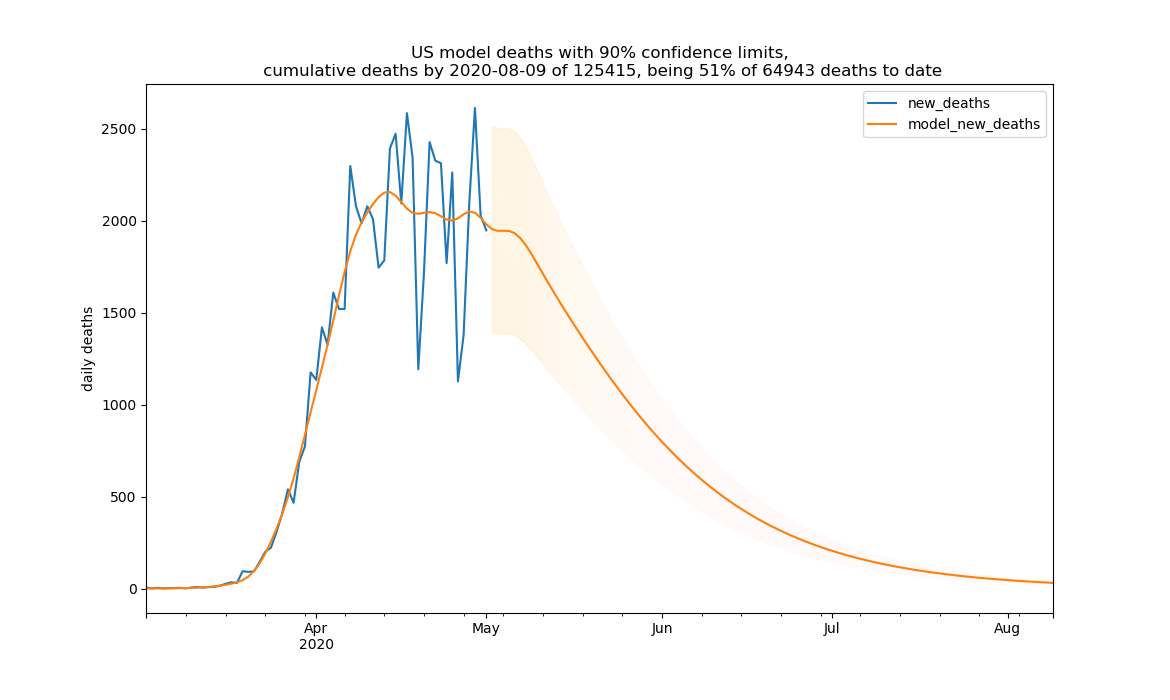 US model deaths with 90% confidence limits,
cumulative deaths by 2020-08-09 of 125415, being 51% of 64943 deaths to date
new_deaths
model_new_deaths
daily deaths
2500
2000
1500
1000
500
0
Apr
2020
May
Jun
Jul
Aug